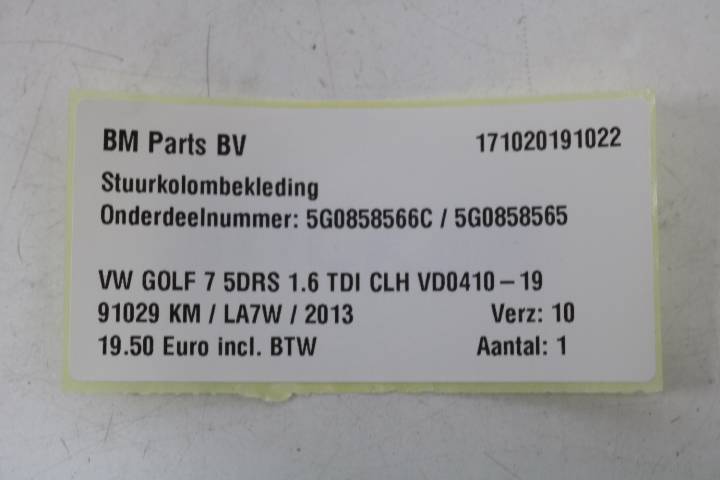 BM Parts BV 171020191022
Stuurkolombekleding
Onderdeelnummer: 5G0858566C / 5G0858565
VW GOLF 7 5DRS 1.6 TDI CLH VD0410-19
91029 KM / LA7W / 2013 Verz: 10
19.50 Euro incl. BTW Aantal: 1